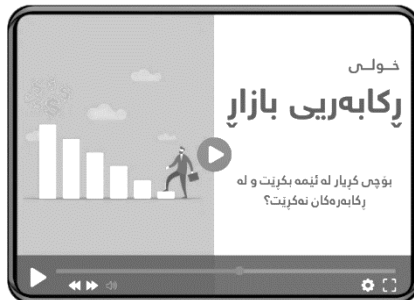 خولی
ڕکابەریی بازاڕ
بۆچی کڕیار لە ئێمە بکڕێت و لە
ڕکابەرەکان نەکڕێت؟